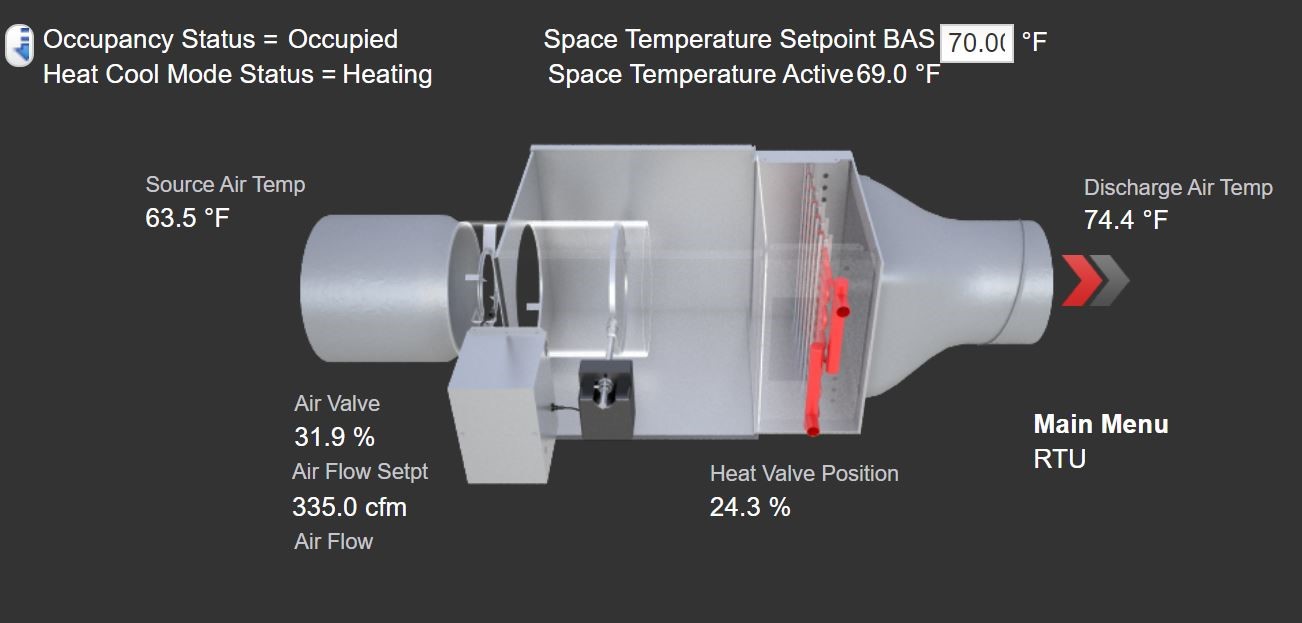 Occupancy Status = Occupied
Heat Cool Mode Status = Heating
Space Temperature Setpoint BAS 70.00 °F
Space Temperature Active 69.0 °F
Source Air Temp
63.5 °F
Discharge Air Temp
74.4 °F
Air Valve
31.9 %
Air Flow Setpt
335.0 cfm
Air Flow
Heat Valve Position
24.3 %
Main Menu
RTU